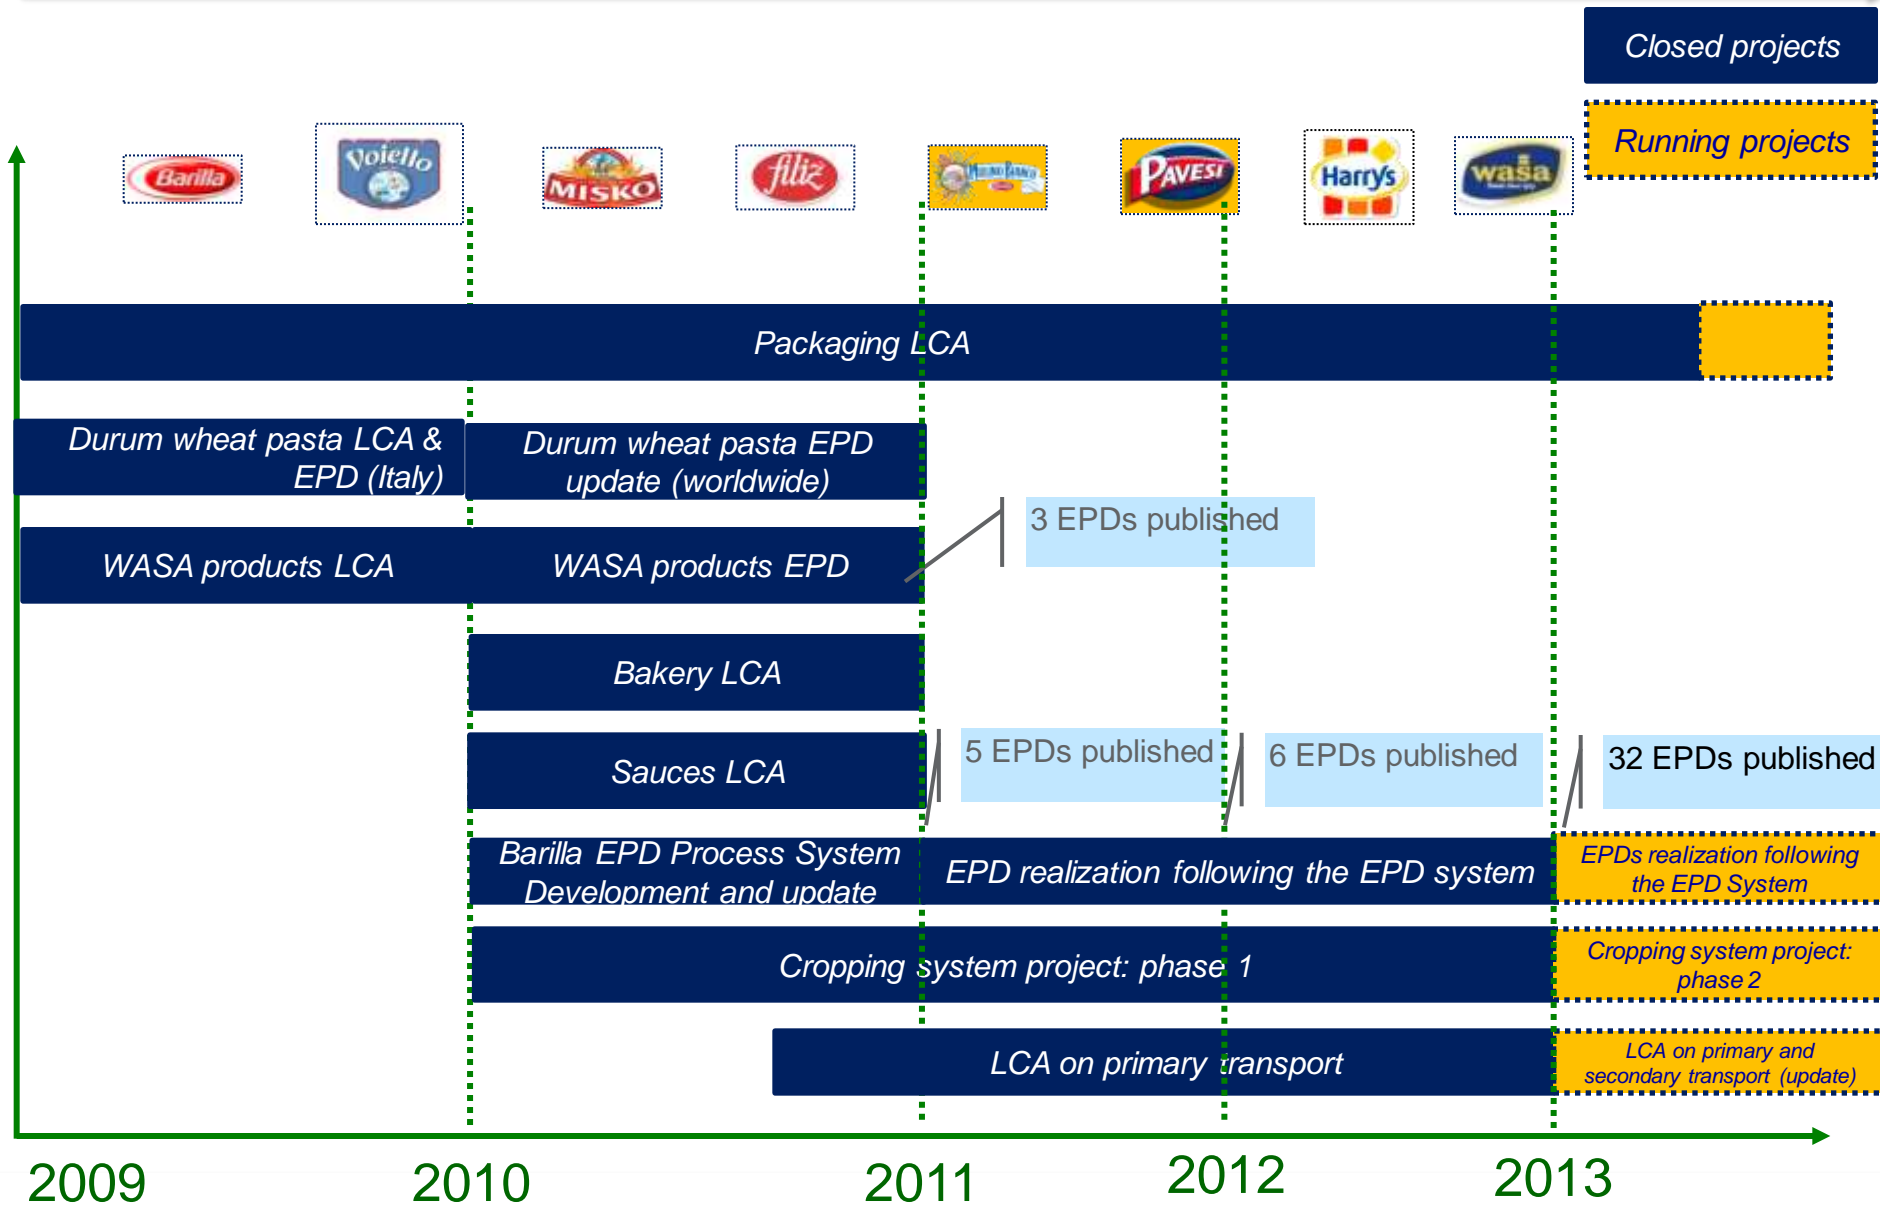 Closed projects
Running projects
Barilla
Voiello
MISKO
filiz
MULINO BIANCO
PAVESI
Harry's
wasa
Packaging LCA
Durum wheat pasta LCA &
EPD (Italy)
Durum wheat pasta EPD
update (worldwide)
3 EPDs published
WASA products LCA
WASA products EPD
Bakery LCA
Sauces LCA
5 EPDs published
6 EPDs published
32 EPDs published
Barilla EPD Process System
Development and update
EPD realization following the EPD system
EPDs realization following
the EPD System
Cropping system project: phase 1
Cropping system project:
phase 2
LCA on primary transport
LCA on primary and
secondary transport (update)
2009
2010
2011
2012
2013